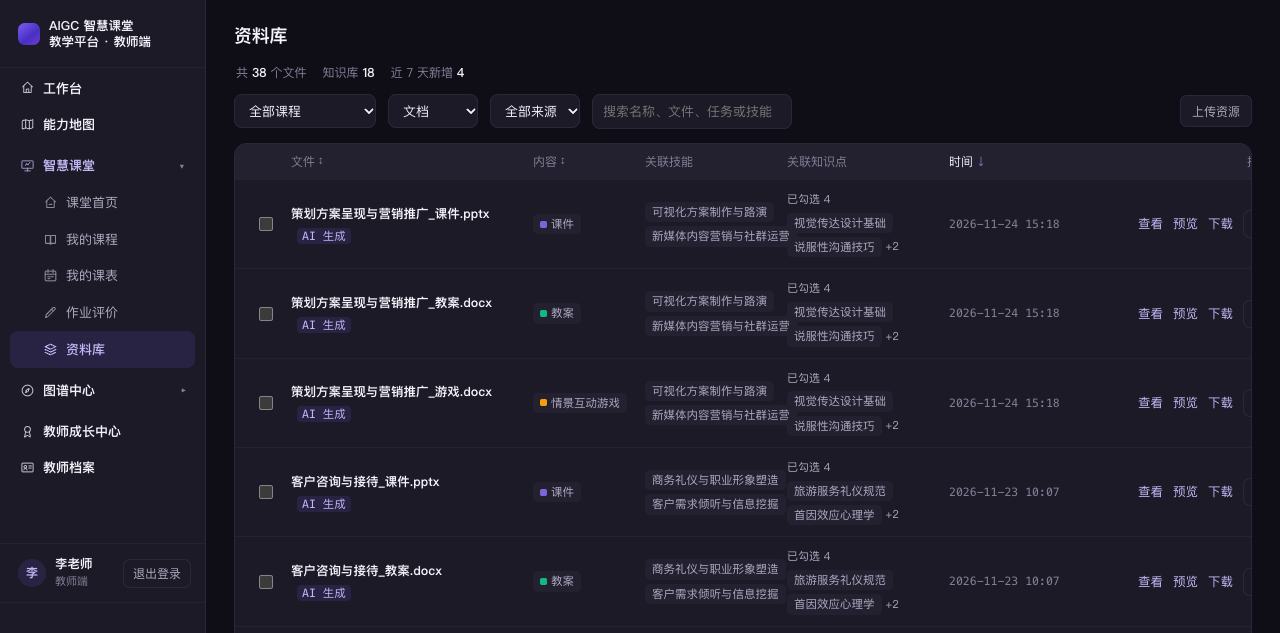 AIGC 智慧课堂
教学平台 · 教师端
工作台
能力地图
智慧课堂
课堂首页
我的课程
我的课表
作业评价
资料库
图谱中心
教师成长中心
教师档案
李
李老师
教师端
退出登录
资料库
共 38 个文件 知识库 18 近 7 天新增 4
全部课程 文档 全部来源 搜索名称、文件、任务或技能 上传资源
文件 内容 关联技能 关联知识点 时间 ↓
策划方案呈现与营销推广_课件.pptx
AI 生成
课件
可视化方案制作与路演
新媒体内容营销与社群运营
已勾选 4
视觉传达设计基础
说服性沟通技巧 +2
2026-11-24 15:18
查看 预览 下载
策划方案呈现与营销推广_教案.docx
AI 生成
教案
可视化方案制作与路演
新媒体内容营销与社群运营
已勾选 4
视觉传达设计基础
说服性沟通技巧 +2
2026-11-24 15:18
查看 预览 下载
策划方案呈现与营销推广_游戏.docx
AI 生成
情景互动游戏
可视化方案制作与路演
新媒体内容营销与社群运营
已勾选 4
视觉传达设计基础
说服性沟通技巧 +2
2026-11-24 15:18
查看 预览 下载
客户咨询与接待_课件.pptx
AI 生成
课件
商务礼仪与职业形象塑造
客户需求倾听与信息挖掘
已勾选 4
旅游服务礼仪规范
首因效应心理学 +2
2026-11-23 10:07
查看 预览 下载
客户咨询与接待_教案.docx
AI 生成
教案
商务礼仪与职业形象塑造
客户需求倾听与信息挖掘
已勾选 4
旅游服务礼仪规范
首因效应心理学 +2
2026-11-23 10:07
查看 预览 下载